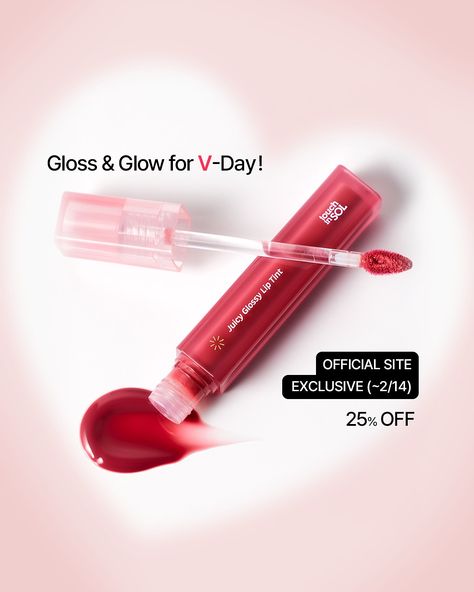 Gloss & Glow for V-Day!
touch
in SOL
Juicy Glossy Lip Tint
OFFICIAL SITE
EXCLUSIVE (~2/14)
25% OFF